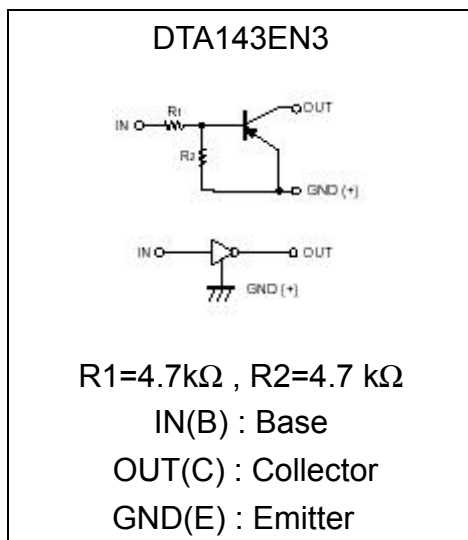 DTA143EN3
OUT
R1
IN
R2
GND (+)
IN
OUT
GND (+)
R1=4.7kΩ , R2=4.7 kΩ
IN(B) : Base
OUT(C) : Collector
GND(E) : Emitter